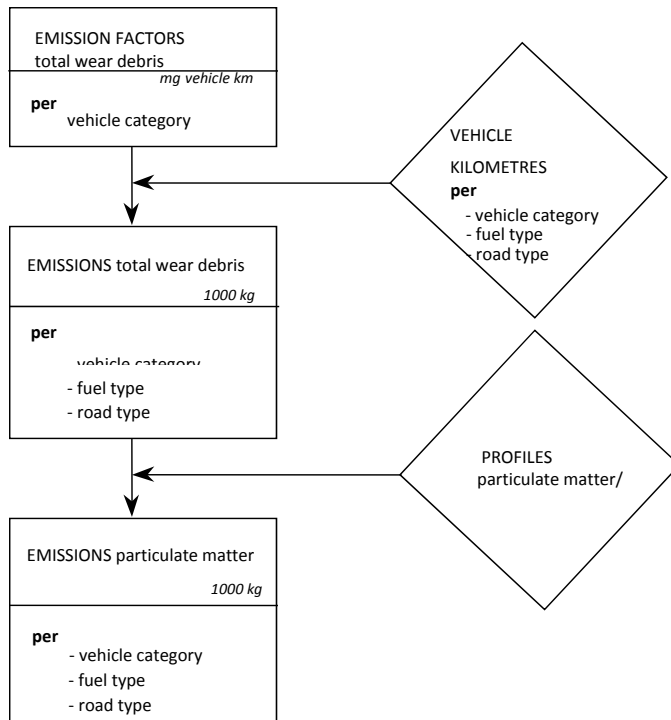 EMISSION FACTORS
total wear debris
mg vehicle km
per
vehicle category
VEHICLE
KILOMETRES
per
- vehicle category
- fuel type
- road type
EMISSIONS total wear debris
1000 kg
per
vehicle category
- fuel type
- road type
PROFILES
particulate matter/
EMISSIONS particulate matter
1000 kg
per
- vehicle category
- fuel type
- road type